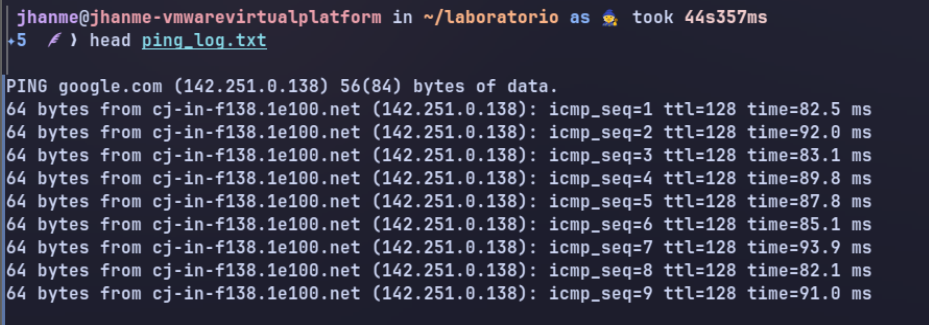 jhanme@jhanme-vmwarevirtualplatform in ~/laboratorio as 🧙 took 44s357ms
✦5 ❯ head ping_log.txt
PING google.com (142.251.0.138) 56(84) bytes of data.
64 bytes from cj-in-f138.1e100.net (142.251.0.138): icmp_seq=1 ttl=128 time=82.5 ms
64 bytes from cj-in-f138.1e100.net (142.251.0.138): icmp_seq=2 ttl=128 time=92.0 ms
64 bytes from cj-in-f138.1e100.net (142.251.0.138): icmp_seq=3 ttl=128 time=83.1 ms
64 bytes from cj-in-f138.1e100.net (142.251.0.138): icmp_seq=4 ttl=128 time=89.8 ms
64 bytes from cj-in-f138.1e100.net (142.251.0.138): icmp_seq=5 ttl=128 time=87.8 ms
64 bytes from cj-in-f138.1e100.net (142.251.0.138): icmp_seq=6 ttl=128 time=85.1 ms
64 bytes from cj-in-f138.1e100.net (142.251.0.138): icmp_seq=7 ttl=128 time=93.9 ms
64 bytes from cj-in-f138.1e100.net (142.251.0.138): icmp_seq=8 ttl=128 time=82.1 ms
64 bytes from cj-in-f138.1e100.net (142.251.0.138): icmp_seq=9 ttl=128 time=91.0 ms